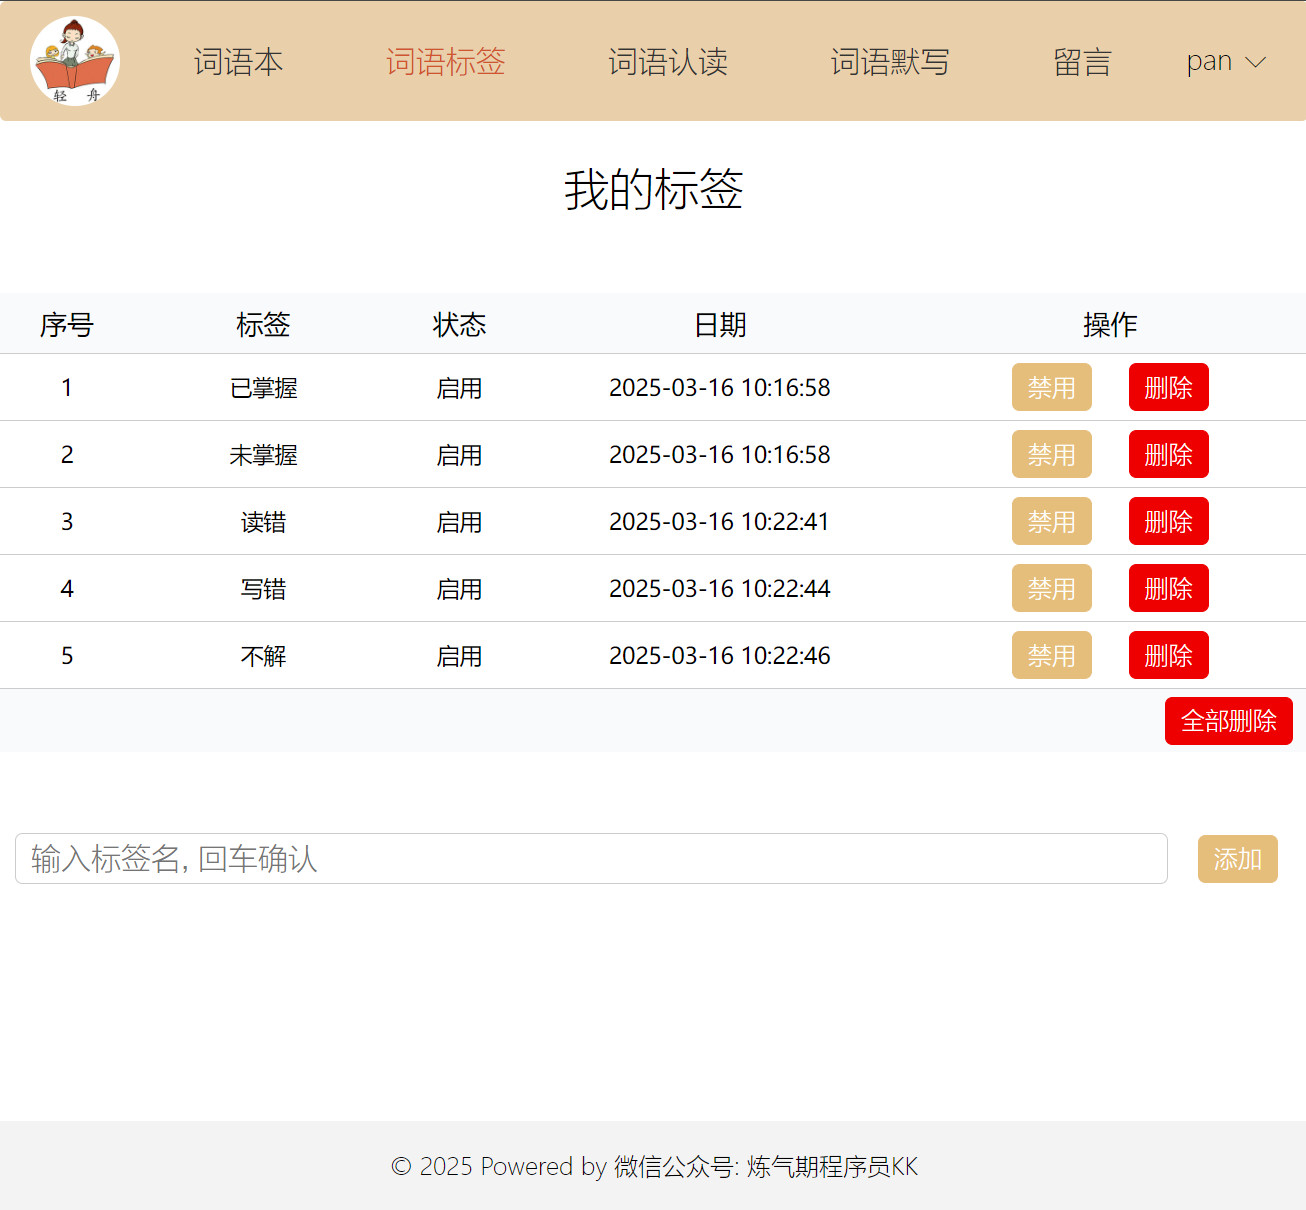 轻 舟
词语本 词语标签 词语认读 词语默写 留言 pan
我的标签
序号 标签 状态 日期 操作
1 已掌握 启用 2025-03-16 10:16:58 禁用 删除
2 未掌握 启用 2025-03-16 10:16:58 禁用 删除
3 读错 启用 2025-03-16 10:22:41 禁用 删除
4 写错 启用 2025-03-16 10:22:44 禁用 删除
5 不解 启用 2025-03-16 10:22:46 禁用 删除
全部删除
输入标签名, 回车确认 添加
© 2025 Powered by 微信公众号: 炼气期程序员KK